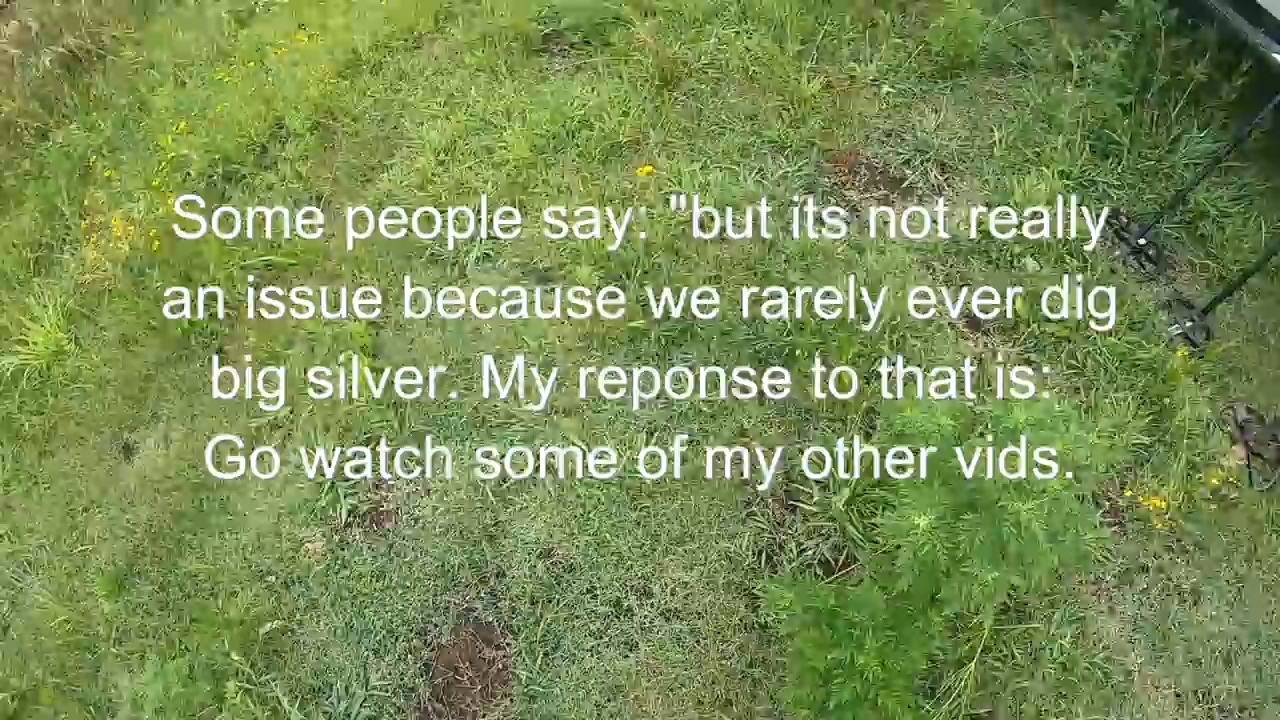 Some people say: "but its not really
an issue because we rarely ever dig
big silver. My reponse to that is:
Go watch some of my other vids.